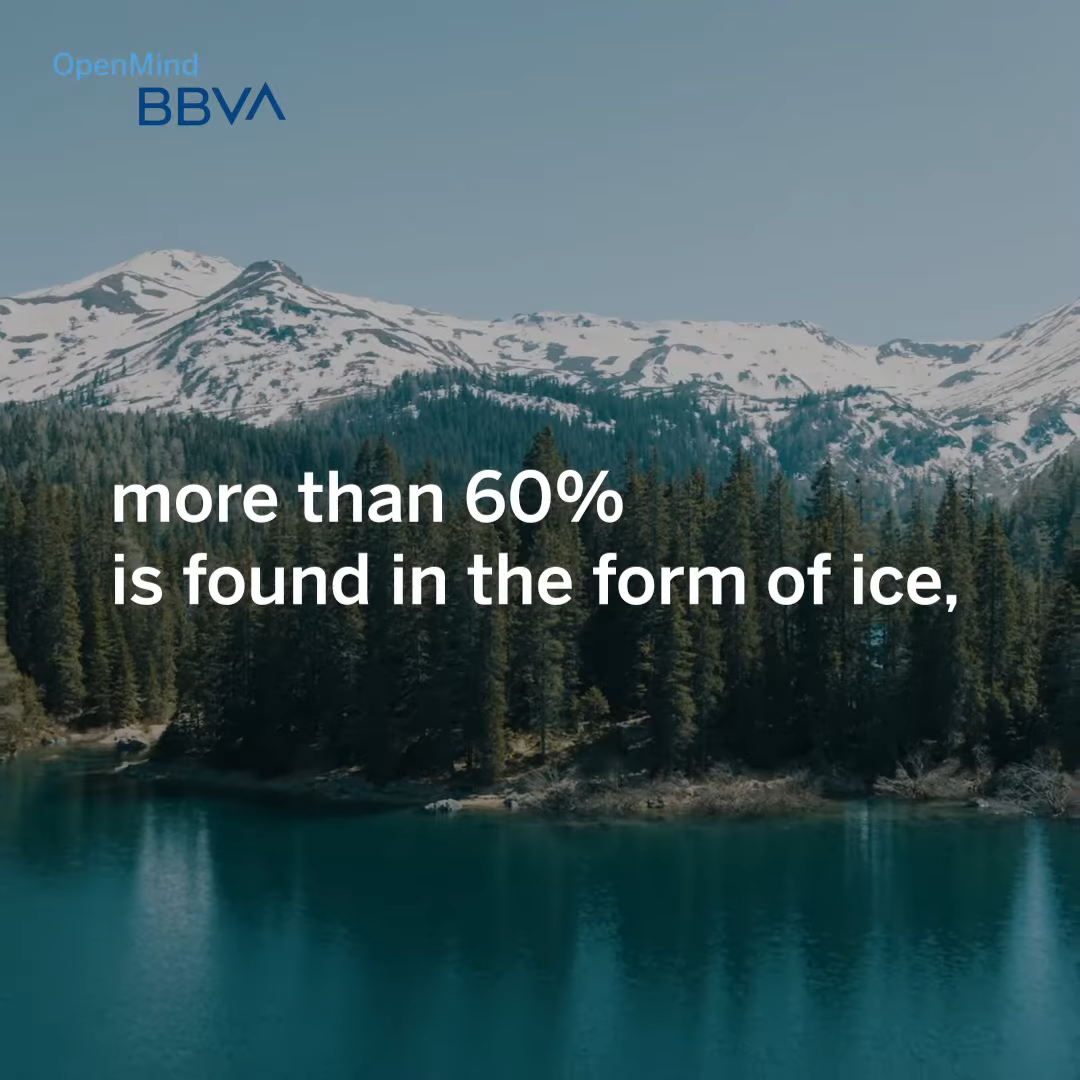 OpenMind
BBVA
more than 60%
is found in the form of ice,